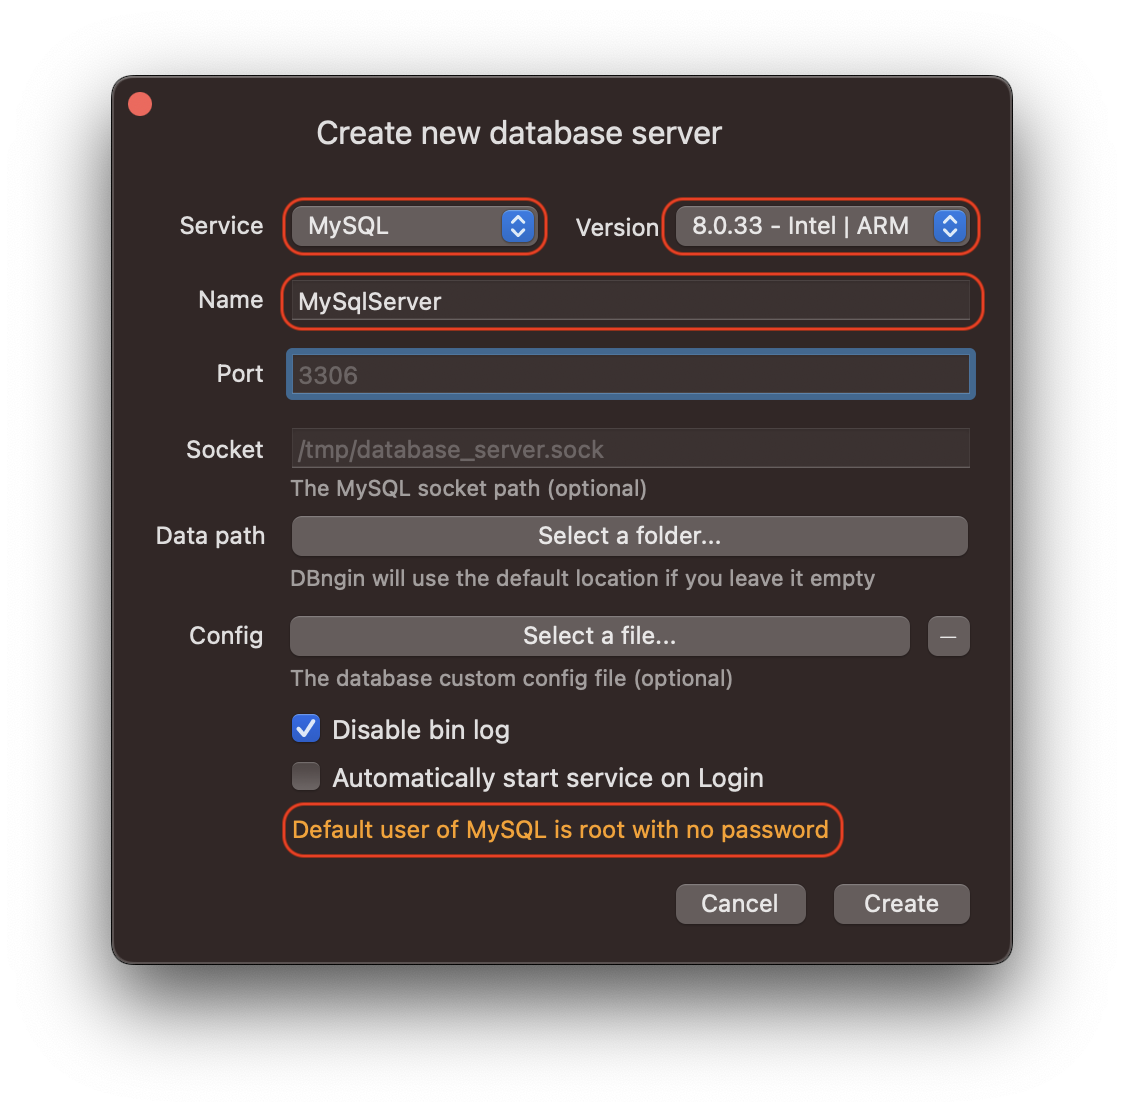 Create new database server
Service MySQL Version 8.0.33 - Intel | ARM
Name MySqlServer
Port 3306
Socket /tmp/database_server.sock
The MySQL socket path (optional)
Data path Select a folder...
DBngin will use the default location if you leave it empty
Config Select a file... –
The database custom config file (optional)
Disable bin log
Automatically start service on Login
Default user of MySQL is root with no password
Cancel Create